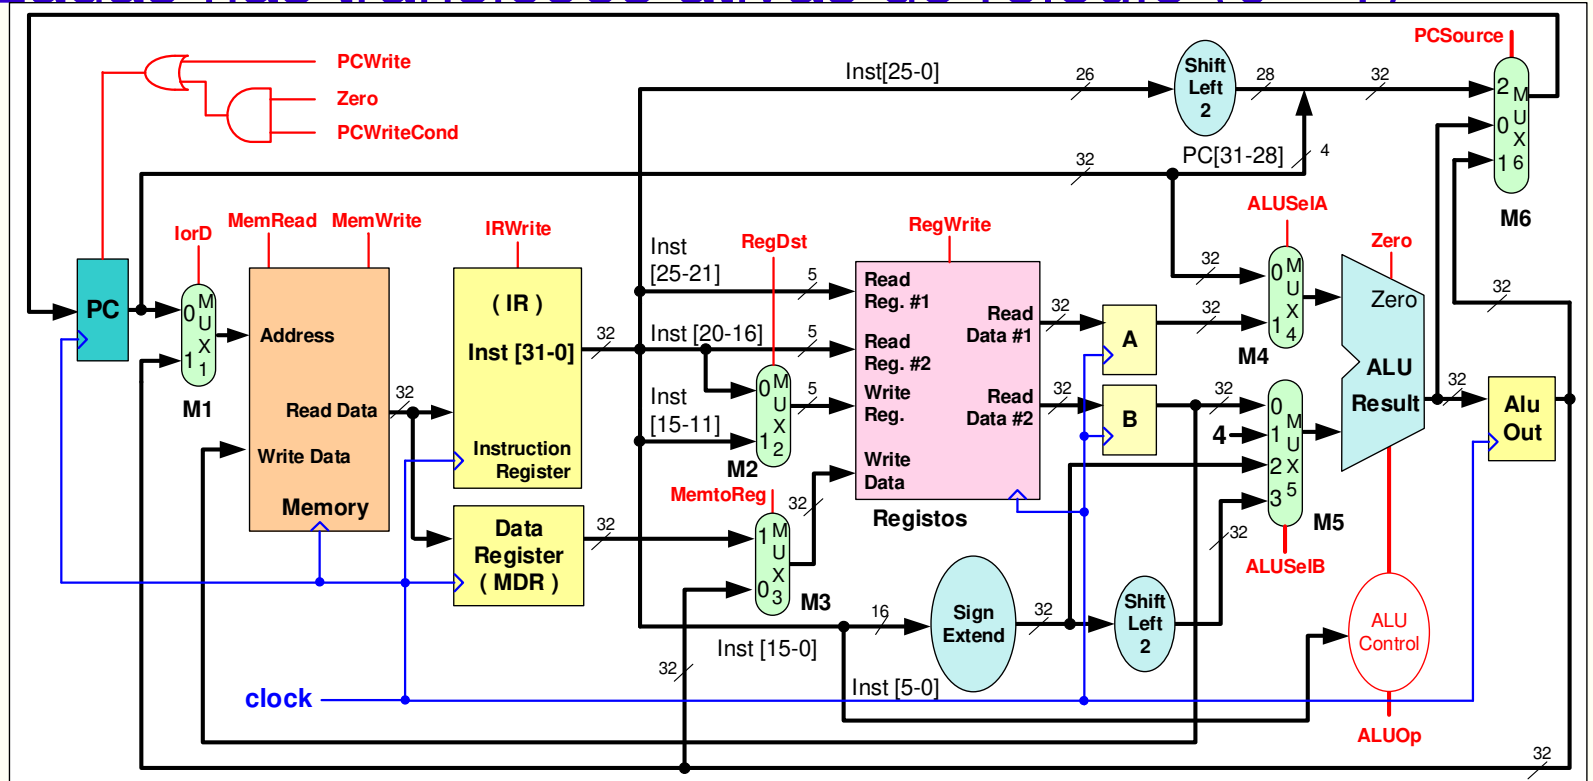 PCWrite
Zero
PCWriteCond
Inst[25-0]
26
Shift
Left
2
28
32
PCSource
2
0
1
M
U
X
6
M6
PC[31-28]
4
32
IorD
MemRead
MemWrite
IRWrite
RegDst
RegWrite
ALUSelA
Zero
PC
0
1
M
U
X
1
M1
Address
Read Data
Write Data
Memory
32
( IR )
Inst [31-0]
Instruction
Register
32
Data
Register
( MDR )
32
Inst
[25-21]
5
Inst [20-16]
5
Inst
[15-11]
0
1
M
U
X
2
M2
5
MemtoReg
1
0
M
U
X
3
M3
32
32
Read
Reg. #1
Read
Reg. #2
Write
Reg.
Write
Data
Read
Data #1
Read
Data #2
Registos
32
32
A
B
32
32
32
0
1
M
U
X
4
M4
4
0
1
2
3
M
U
X
5
M5
ALUSelB
Zero
ALU
Result
32
32
Alu
Out
16
Inst [15-0]
Sign
Extend
32
Shift
Left
2
32
ALU
Control
ALUOp
Inst [5-0]
clock
32